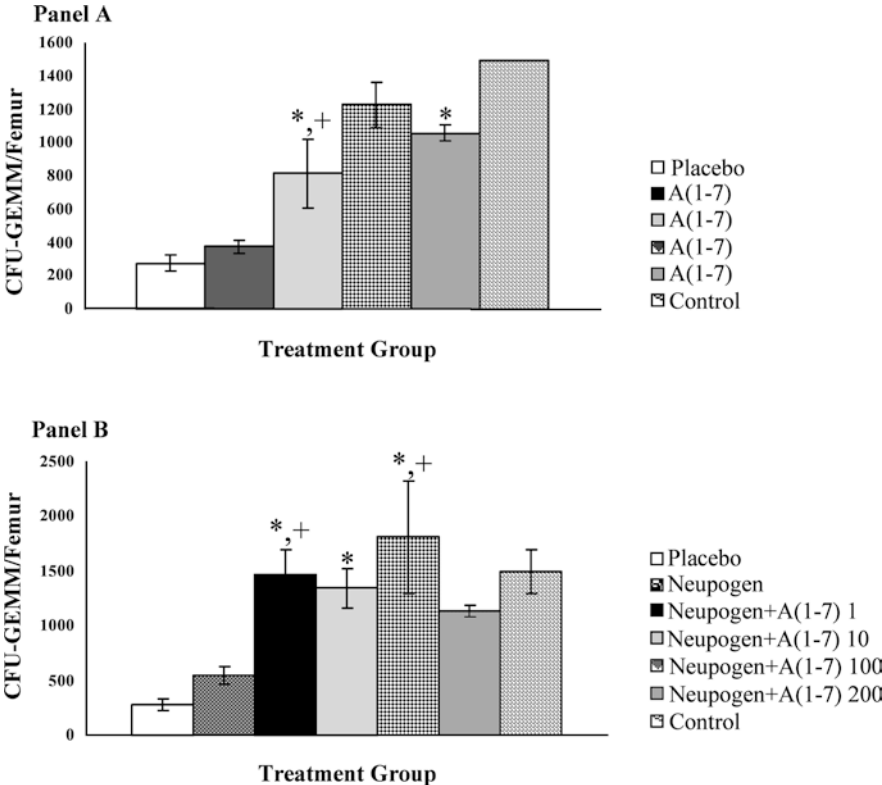 Panel A
CFU-GEMM/Femur
1600
1400
1200
1000
800
600
400
200
0
*,+
*
Treatment Group
Placebo
A(1-7)
A(1-7)
A(1-7)
A(1-7)
Control
Panel B
CFU-GEMM/Femur
2500
2000
1500
1000
500
0
*,+
*
*,+
Treatment Group
Placebo
Neupogen
Neupogen+A(1-7) 1
Neupogen+A(1-7) 10
Neupogen+A(1-7) 100
Neupogen+A(1-7) 200
Control